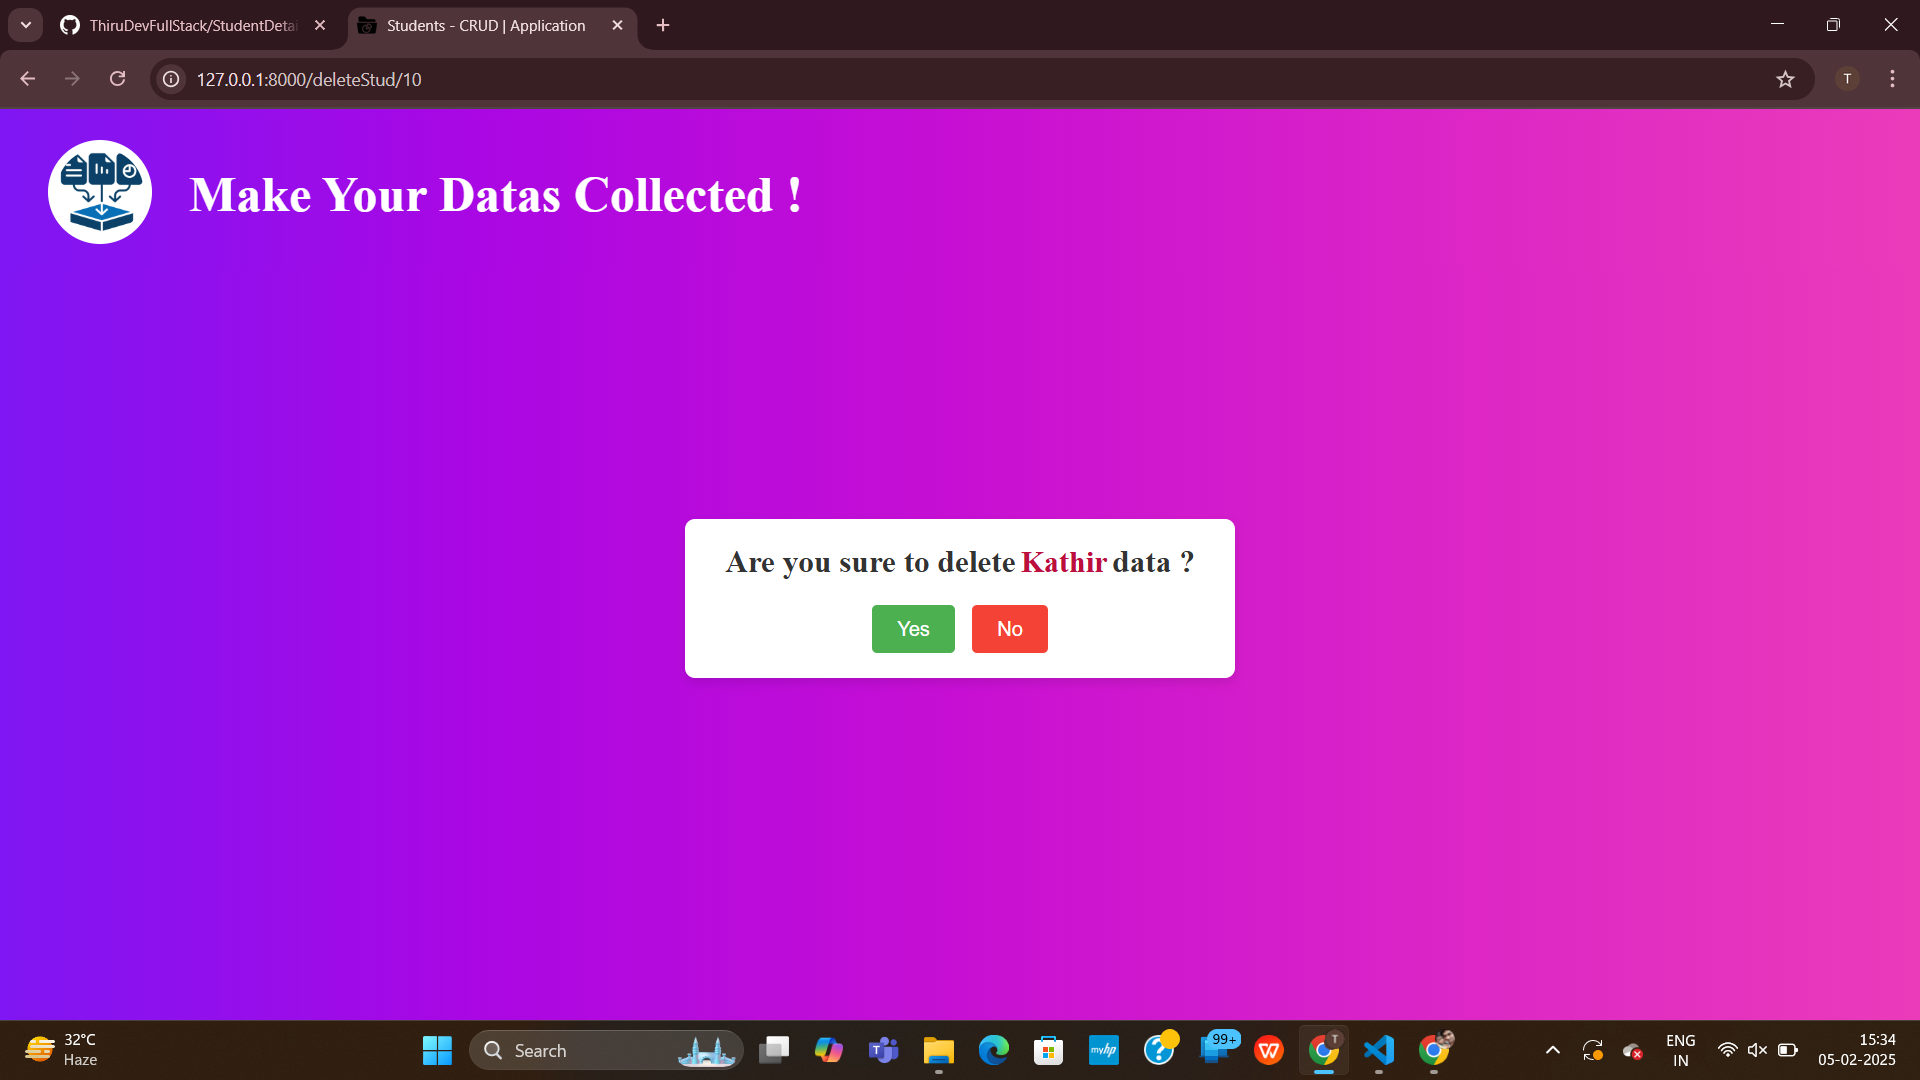 ThiruDevFullStack/StudentDetai
Students - CRUD | Application
127.0.0.1:8000/deleteStud/10
T
Make Your Datas Collected !
Are you sure to delete Kathir data ?
Yes
No
32°C
Haze
Search
T
myhp
99+
T
ENG
IN
15:34
05-02-2025